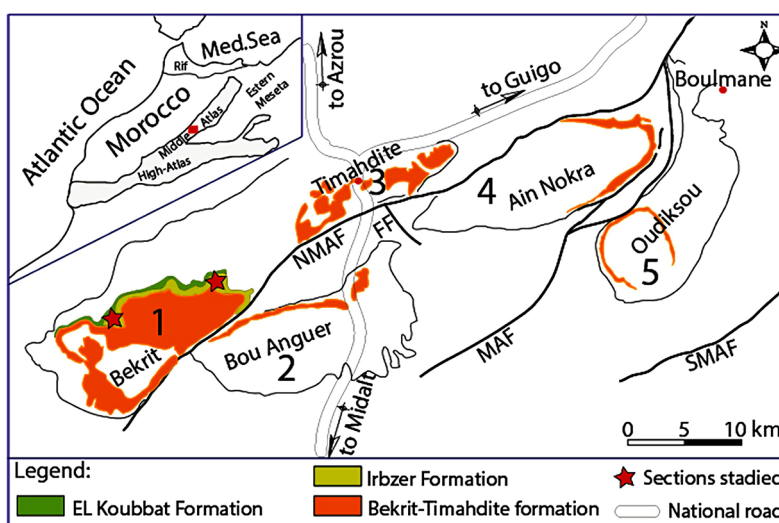 Med.Sea
Rif
Atlantic Ocean
Morocco
Estern
Meseta
Middle Atlas
High-Atlas
to Azrou
to Guigo
Boulmane
Timahdite
3
4
Ain Nokra
Oudiksou
5
NMAF
FF
1
Bekrit
Bou Anguer
2
MAF
SMAF
to Midalt
0 5 10 km
Legend:
EL Koubbat Formation
Irbzer Formation
Bekrit-Timahdite formation
Sections stadied
National road